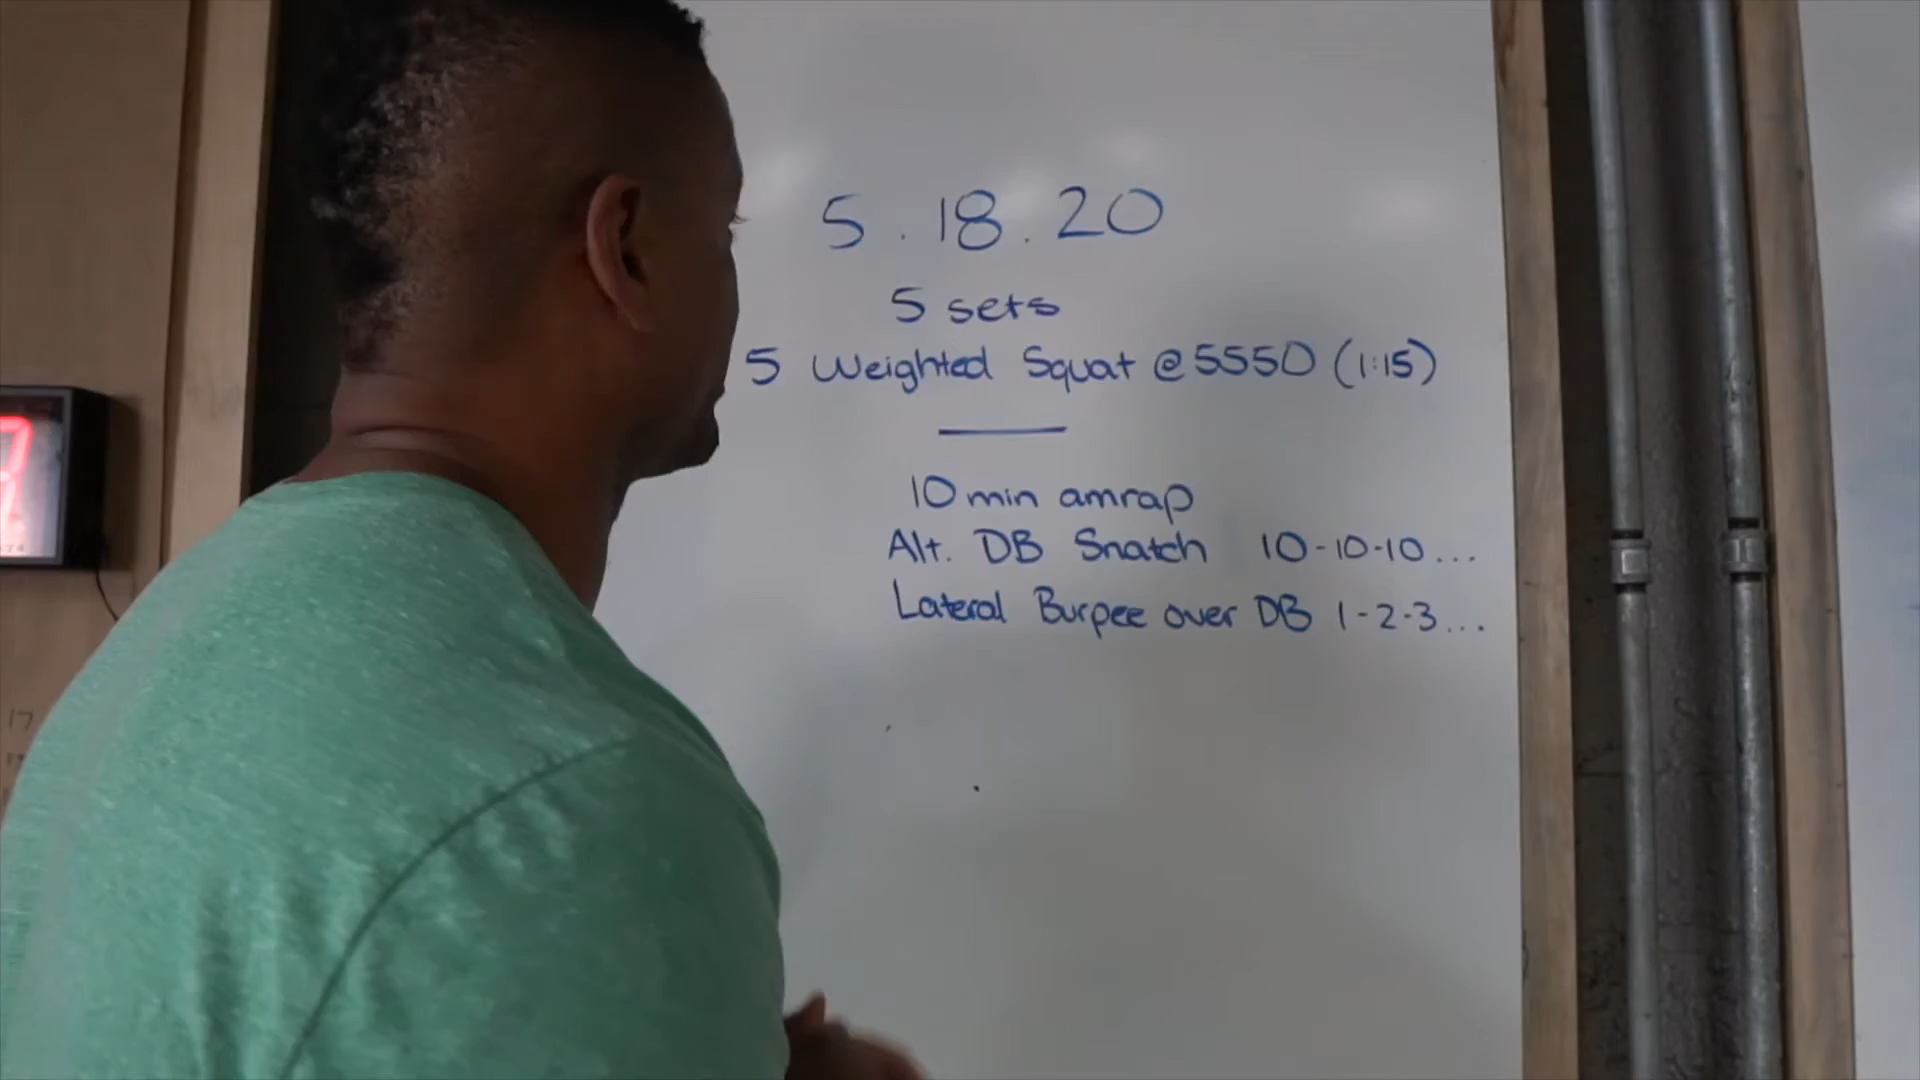 5.18.20
5 sets
5 Weighted Squat @ 5550 (1:15)
10 min amrap
Alt. DB Snatch 10-10-10...
Lateral Burpee over DB 1-2-3...
17